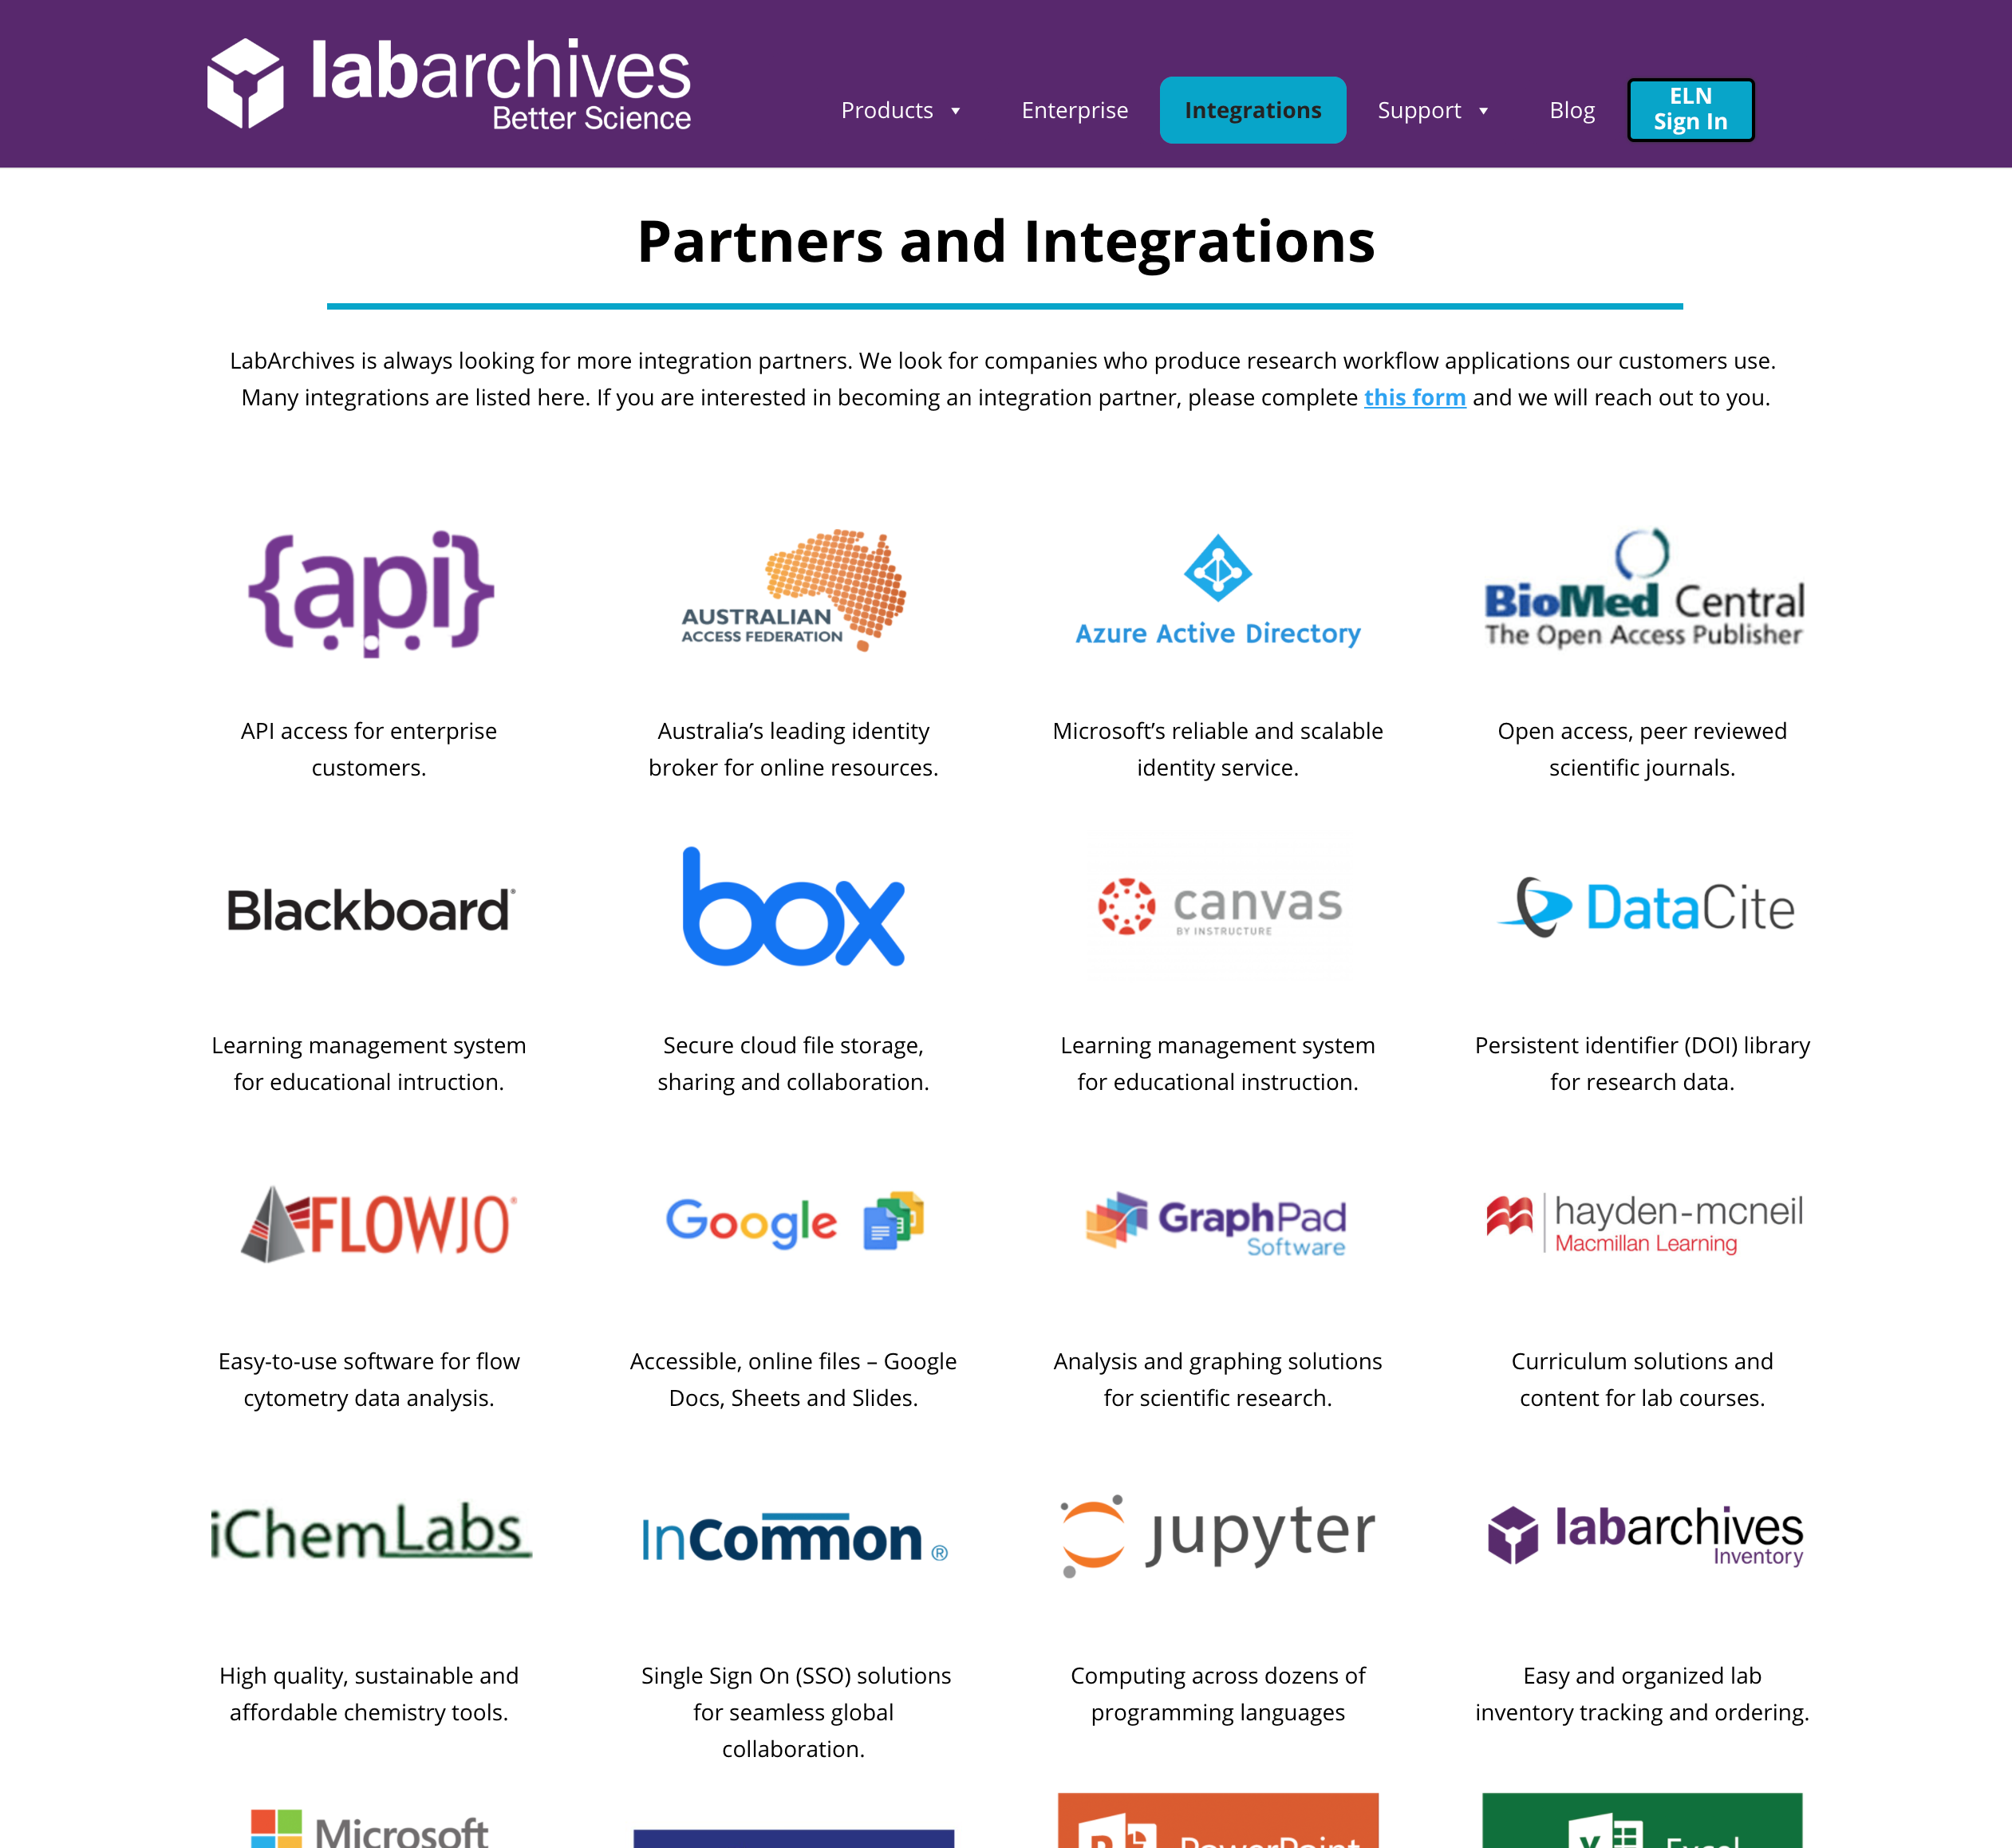 labarchives
Better Science
Products
Enterprise
Integrations
Support
Blog
ELN
Sign In
Partners and Integrations
LabArchives is always looking for more integration partners. We look for companies who produce research workflow applications our customers use.
Many integrations are listed here. If you are interested in becoming an integration partner, please complete this form and we will reach out to you.
{api}
API access for enterprise
customers.
AUSTRALIAN
ACCESS FEDERATION
Australia’s leading identity
broker for online resources.
Azure Active Directory
Microsoft’s reliable and scalable
identity service.
BioMed Central
The Open Access Publisher
Open access, peer reviewed
scientific journals.
Blackboard
Learning management system
for educational intruction.
box
Secure cloud file storage,
sharing and collaboration.
canvas
BY INSTRUCTURE
Learning management system
for educational instruction.
DataCite
Persistent identifier (DOI) library
for research data.
FLOWJO
Easy-to-use software for flow
cytometry data analysis.
Google
Accessible, online files – Google
Docs, Sheets and Slides.
GraphPad
Software
Analysis and graphing solutions
for scientific research.
hayden-mcneil
Macmillan Learning
Curriculum solutions and
content for lab courses.
iChemLabs
High quality, sustainable and
affordable chemistry tools.
InCommon ®
Single Sign On (SSO) solutions
for seamless global
collaboration.
jupyter
Computing across dozens of
programming languages
labarchives
Inventory
Easy and organized lab
inventory tracking and ordering.
Microsoft
PowerPoint
Excel